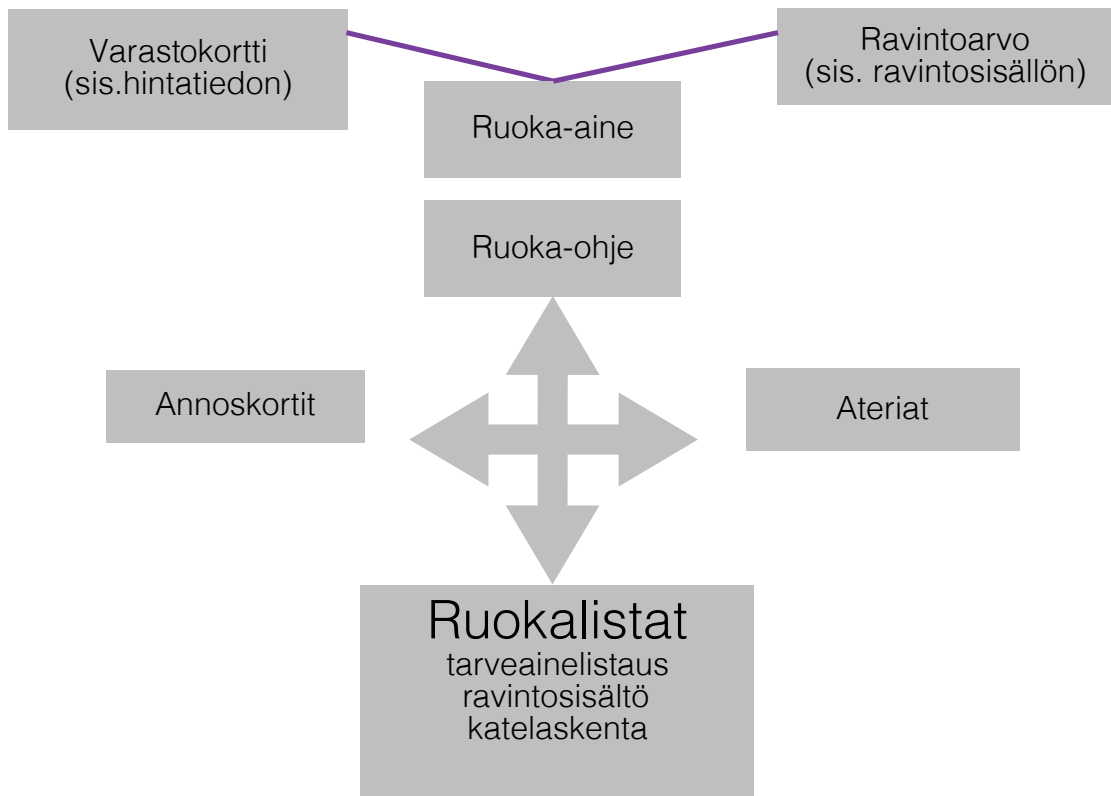 Varastokortti
(sis.hintatiedon)
Ravintoarvo
(sis. ravintosisällön)
Ruoka-aine
Ruoka-ohje
Annoskortit
Ateriat
Ruokalistat
tarveainelistaus
ravintosisältö
katelaskenta